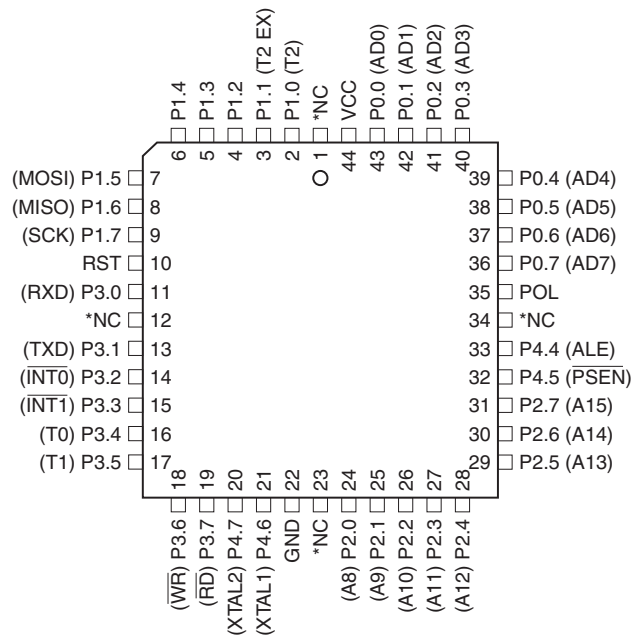 P1.4
P1.3
P1.2
P1.1 (T2 EX)
P1.0 (T2)
*NC
VCC
P0.0 (AD0)
P0.1 (AD1)
P0.2 (AD2)
P0.3 (AD3)
6
5
4
3
2
1
44
43
42
41
40
(MOSI) P1.5 7
(MISO) P1.6 8
(SCK) P1.7 9
RST 10
(RXD) P3.0 11
*NC 12
(TXD) P3.1 13
(INT0) P3.2 14
(INT1) P3.3 15
(T0) P3.4 16
(T1) P3.5 17
39 P0.4 (AD4)
38 P0.5 (AD5)
37 P0.6 (AD6)
36 P0.7 (AD7)
35 POL
34 *NC
33 P4.4 (ALE)
32 P4.5 (PSEN)
31 P2.7 (A15)
30 P2.6 (A14)
29 P2.5 (A13)
18
19
20
21
22
23
24
25
26
27
28
(WR) P3.6
(RD) P3.7
(XTAL2) P4.7
(XTAL1) P4.6
GND
*NC
(A8) P2.0
(A9) P2.1
(A10) P2.2
(A11) P2.3
(A12) P2.4